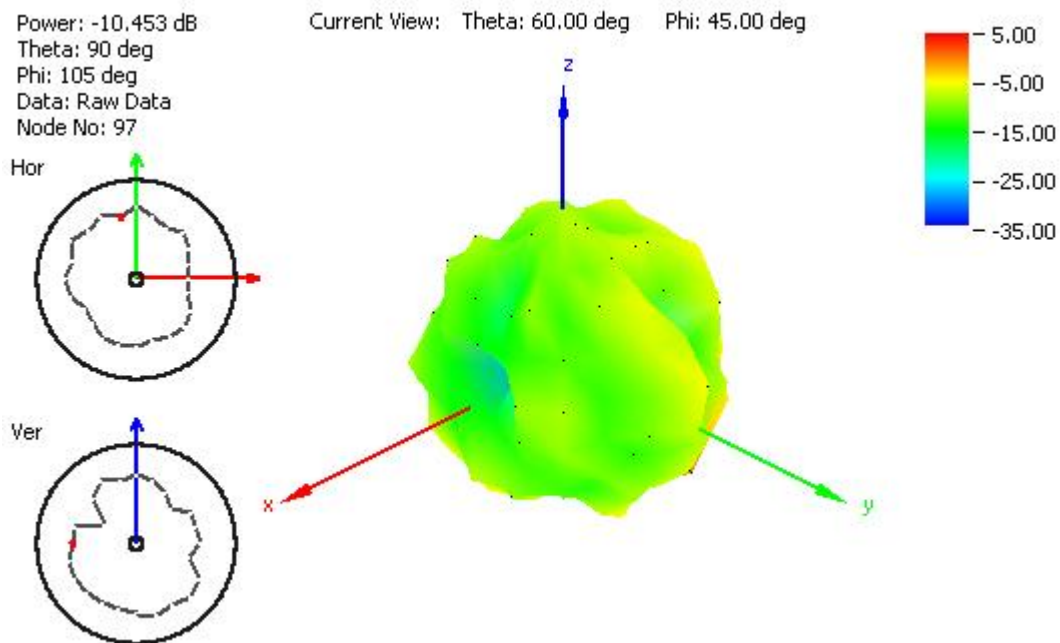 Power: -10.453 dB
Theta: 90 deg
Phi: 105 deg
Data: Raw Data
Node No: 97
Current View: Theta: 60.00 deg Phi: 45.00 deg
5.00
-5.00
-15.00
-25.00
-35.00
Hor
Ver
z
x
y